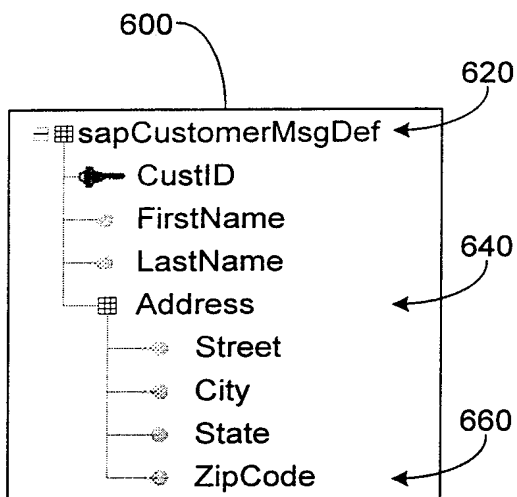 600
620
sapCustomerMsgDef
CustID
FirstName
LastName
640
Address
Street
City
State
660
ZipCode